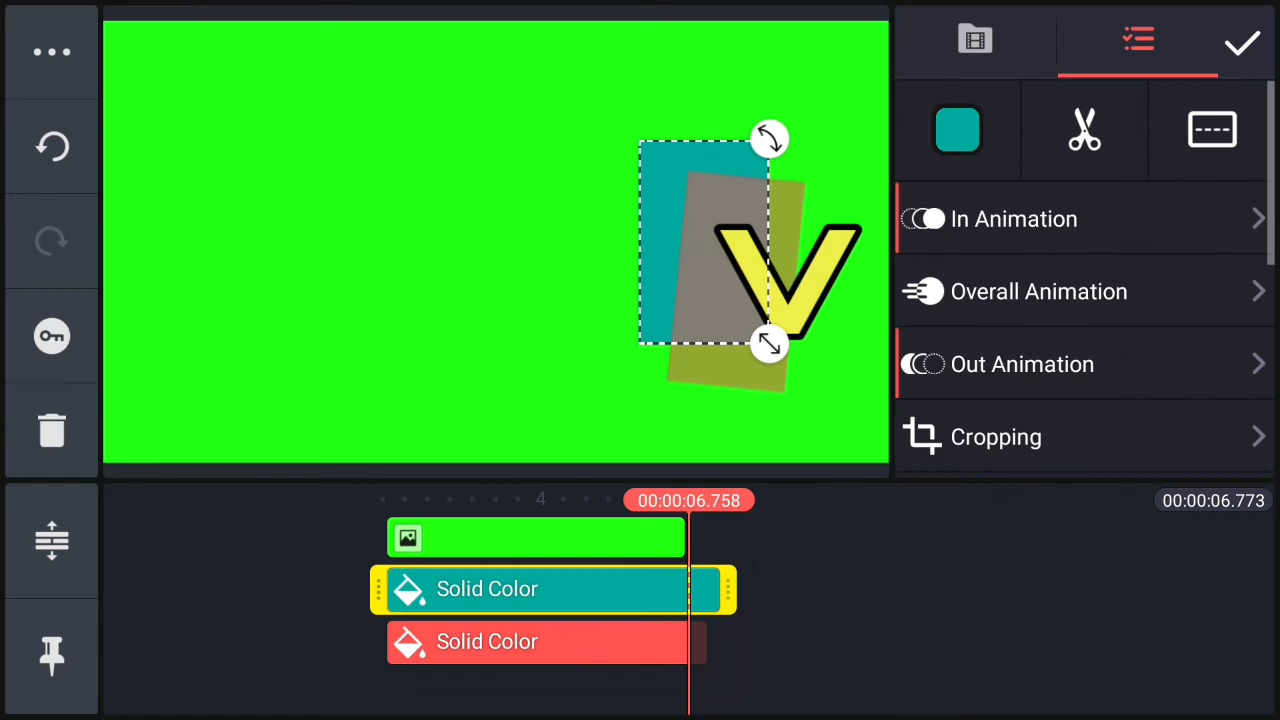 V
In Animation
Overall Animation
Out Animation
Cropping
4
00:00:06.758
00:00:06.773
Solid Color
Solid Color